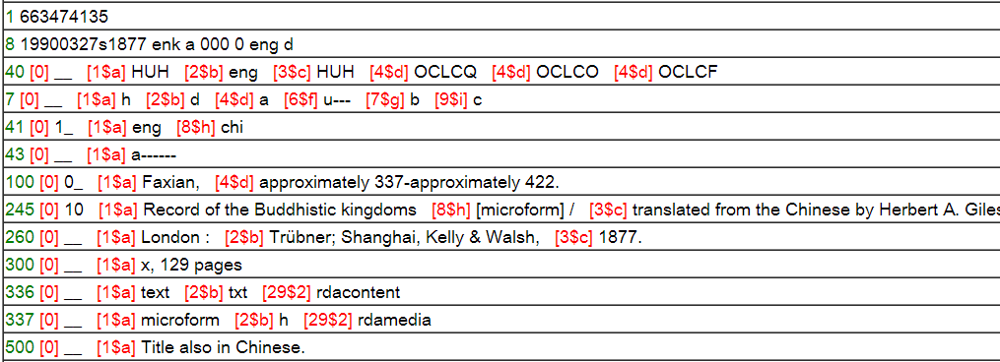 1 663474135
8 19900327s1877 enk a 000 0 eng d
40 [0] __ [1$a] HUH [2$b] eng [3$c] HUH [4$d] OCLCQ [4$d] OCLCO [4$d] OCLCF
7 [0] __ [1$a] h [2$b] d [4$d] a [6$f] u--- [7$g] b [9$i] c
41 [0] 1_ [1$a] eng [8$h] chi
43 [0] __ [1$a] a------
100 [0] 0_ [1$a] Faxian, [4$d] approximately 337-approximately 422.
245 [0] 10 [1$a] Record of the Buddhistic kingdoms [8$h] [microform] / [3$c] translated from the Chinese by Herbert A. Giles
260 [0] __ [1$a] London : [2$b] Trübner; Shanghai, Kelly & Walsh, [3$c] 1877.
300 [0] __ [1$a] x, 129 pages
336 [0] __ [1$a] text [2$b] txt [29$2] rdacontent
337 [0] __ [1$a] microform [2$b] h [29$2] rdamedia
500 [0] __ [1$a] Title also in Chinese.